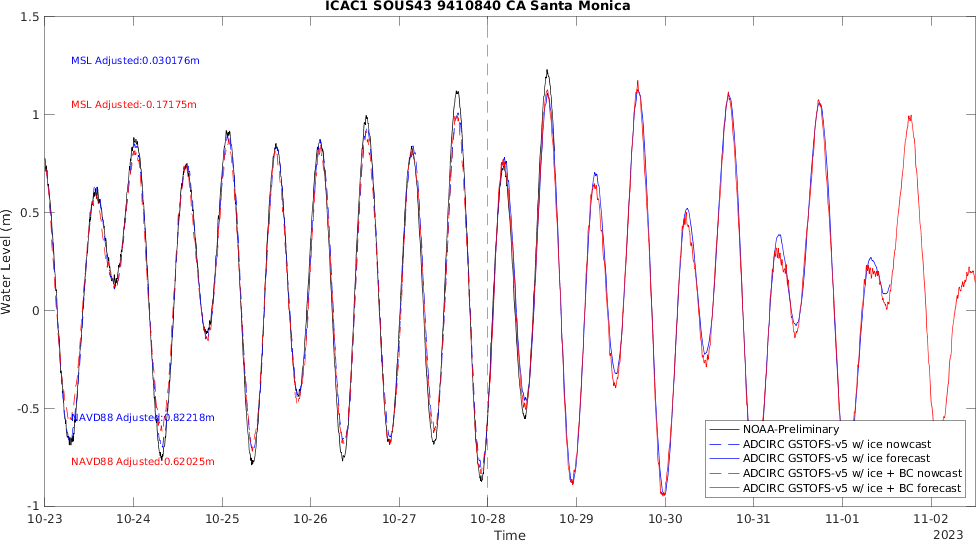 ICAC1 SOUS43 9410840 CA Santa Monica
1.5
MSL Adjusted:0.030176m
MSL Adjusted:-0.17175m
1
0.5
0
-0.5
-1
Water Level (m)
NAVD88 Adjusted:0.82218m
NAVD88 Adjusted:0.62025m
NOAA-Preliminary
ADCIRC GSTOFS-v5 w/ ice nowcast
ADCIRC GSTOFS-v5 w/ ice forecast
ADCIRC GSTOFS-v5 w/ ice + BC nowcast
ADCIRC GSTOFS-v5 w/ ice + BC forecast
10-23 10-24 10-25 10-26 10-27 10-28 10-29 10-30 10-31 11-01 11-02
Time
2023